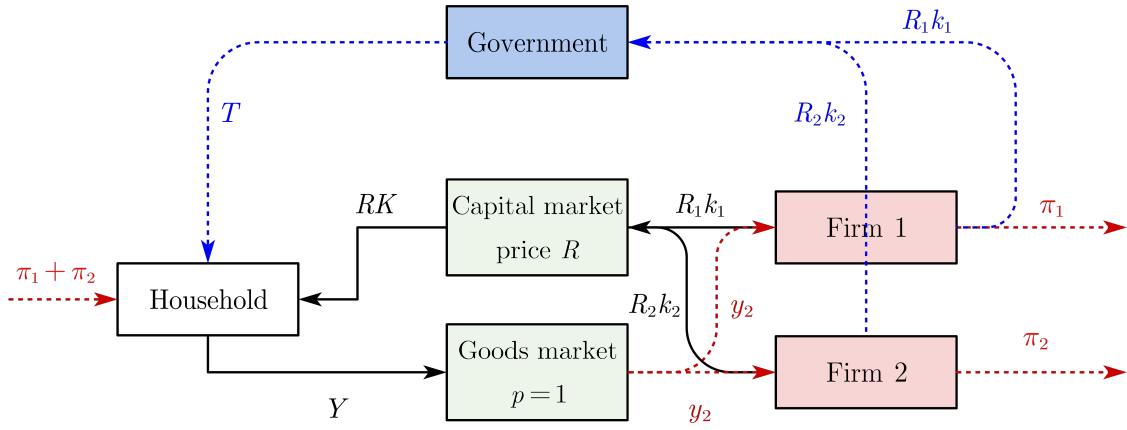 R₁k₁
Government
T
R₂k₂
RK
Capital market
price R
R₁k₁
Firm 1
π₁
π₁ + π₂
Household
R₂k₂
y₂
Goods market
p = 1
Firm 2
π₂
Y
y₂